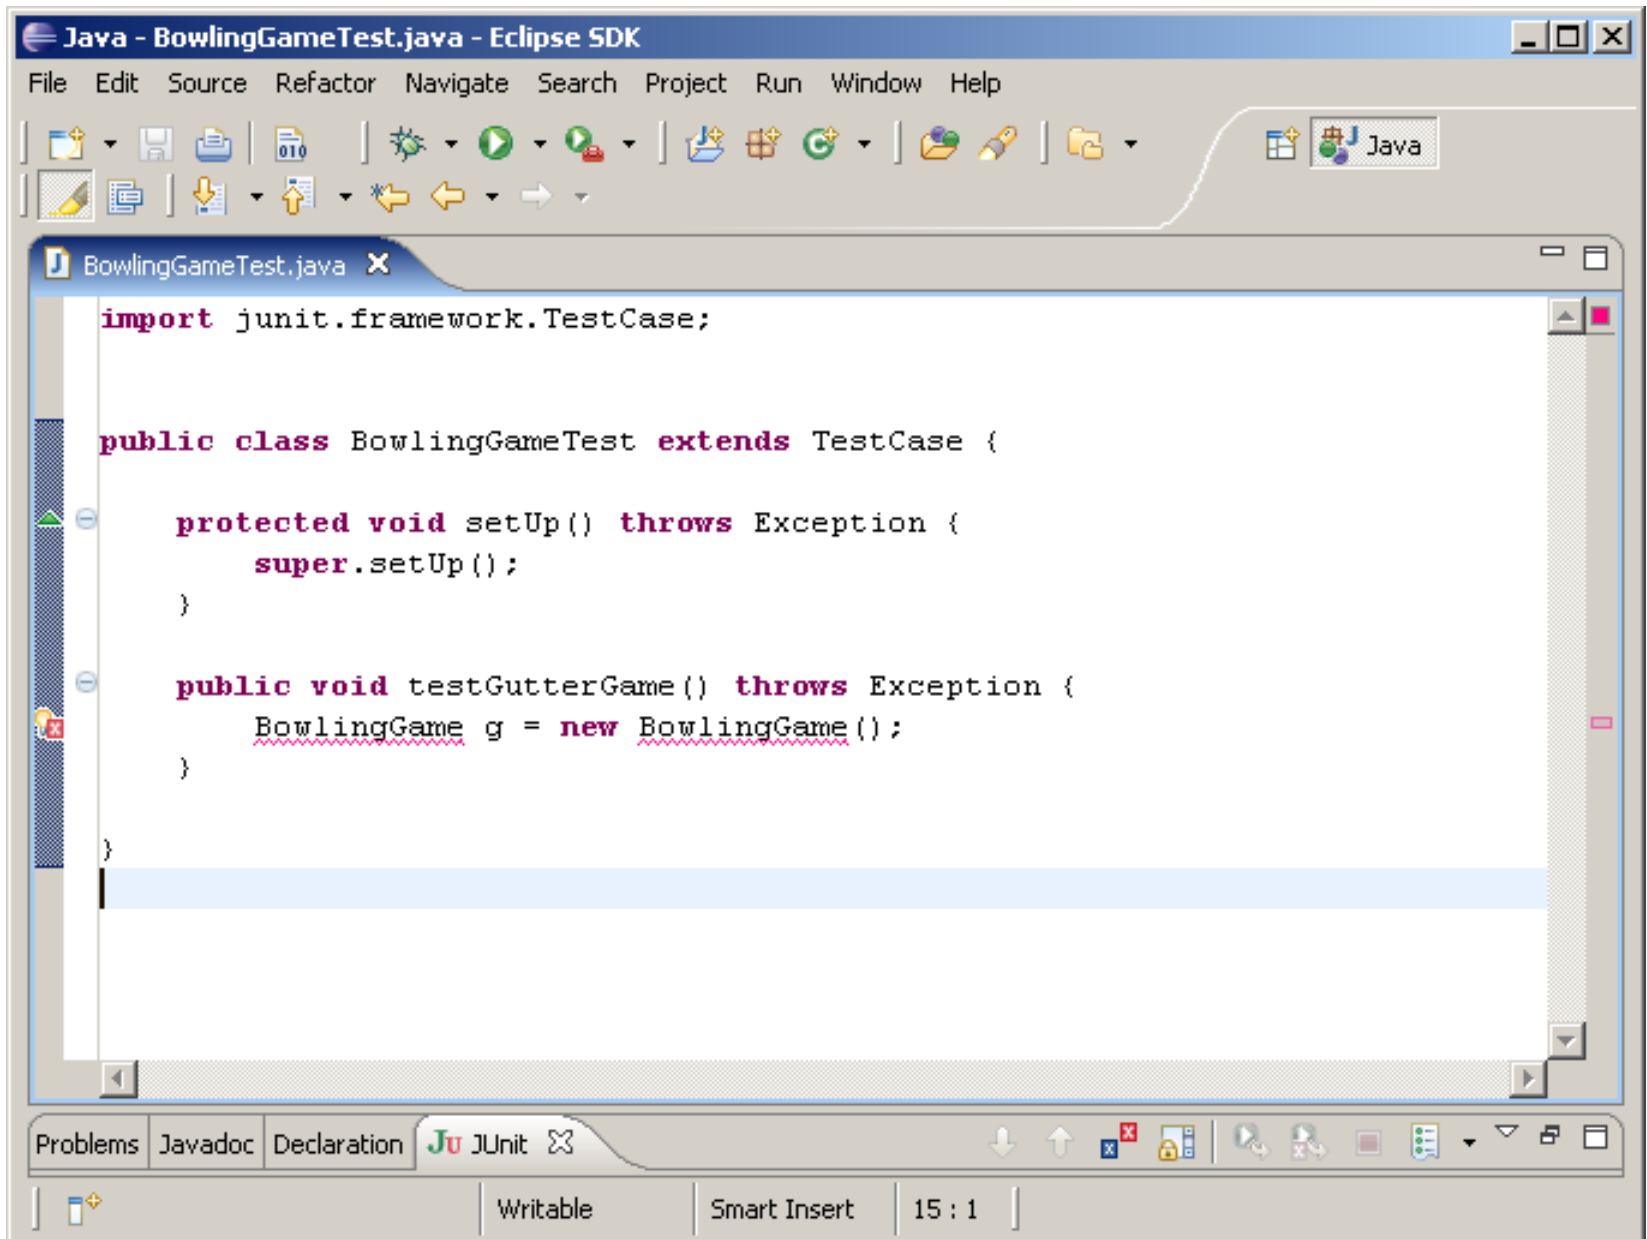 Java - BowlingGameTest.java - Eclipse SDK
File Edit Source Refactor Navigate Search Project Run Window Help
010 Java
BowlingGameTest.java
import junit.framework.TestCase;
public class BowlingGameTest extends TestCase {
protected void setUp() throws Exception {
super.setUp();
}
public void testGutterGame() throws Exception {
BowlingGame g = new BowlingGame();
}
}
Problems Javadoc Declaration Ju JUnit
Writable Smart Insert 15 : 1